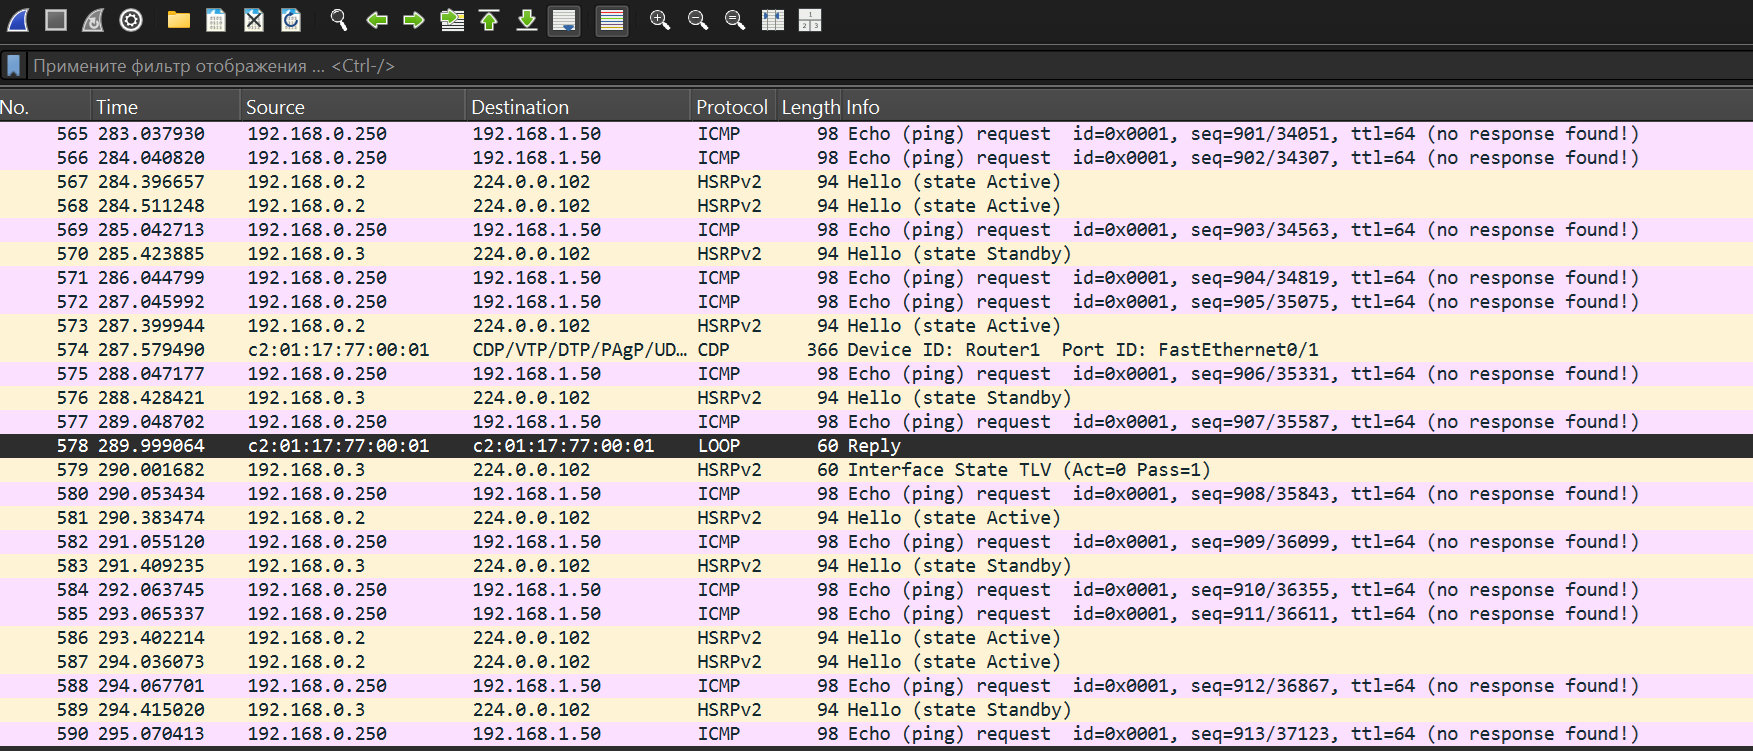 Примените фильтр отображения ... <Ctrl-/>
No. Time Source Destination Protocol Length Info
565 283.037930 192.168.0.250 192.168.1.50 ICMP 98 Echo (ping) request id=0x0001, seq=901/34051, ttl=64 (no response found!)
566 284.040820 192.168.0.250 192.168.1.50 ICMP 98 Echo (ping) request id=0x0001, seq=902/34307, ttl=64 (no response found!)
567 284.396657 192.168.0.2 224.0.0.102 HSRPv2 94 Hello (state Active)
568 284.511248 192.168.0.2 224.0.0.102 HSRPv2 94 Hello (state Active)
569 285.042713 192.168.0.250 192.168.1.50 ICMP 98 Echo (ping) request id=0x0001, seq=903/34563, ttl=64 (no response found!)
570 285.423885 192.168.0.3 224.0.0.102 HSRPv2 94 Hello (state Standby)
571 286.044799 192.168.0.250 192.168.1.50 ICMP 98 Echo (ping) request id=0x0001, seq=904/34819, ttl=64 (no response found!)
572 287.045992 192.168.0.250 192.168.1.50 ICMP 98 Echo (ping) request id=0x0001, seq=905/35075, ttl=64 (no response found!)
573 287.399944 192.168.0.2 224.0.0.102 HSRPv2 94 Hello (state Active)
574 287.579490 c2:01:17:77:00:01 CDP/VTP/DTP/PAgP/UD… CDP 366 Device ID: Router1 Port ID: FastEthernet0/1
575 288.047177 192.168.0.250 192.168.1.50 ICMP 98 Echo (ping) request id=0x0001, seq=906/35331, ttl=64 (no response found!)
576 288.428421 192.168.0.3 224.0.0.102 HSRPv2 94 Hello (state Standby)
577 289.048702 192.168.0.250 192.168.1.50 ICMP 98 Echo (ping) request id=0x0001, seq=907/35587, ttl=64 (no response found!)
578 289.999064 c2:01:17:77:00:01 c2:01:17:77:00:01 LOOP 60 Reply
579 290.001682 192.168.0.3 224.0.0.102 HSRPv2 60 Interface State TLV (Act=0 Pass=1)
580 290.053434 192.168.0.250 192.168.1.50 ICMP 98 Echo (ping) request id=0x0001, seq=908/35843, ttl=64 (no response found!)
581 290.383474 192.168.0.2 224.0.0.102 HSRPv2 94 Hello (state Active)
582 291.055120 192.168.0.250 192.168.1.50 ICMP 98 Echo (ping) request id=0x0001, seq=909/36099, ttl=64 (no response found!)
583 291.409235 192.168.0.3 224.0.0.102 HSRPv2 94 Hello (state Standby)
584 292.063745 192.168.0.250 192.168.1.50 ICMP 98 Echo (ping) request id=0x0001, seq=910/36355, ttl=64 (no response found!)
585 293.065337 192.168.0.250 192.168.1.50 ICMP 98 Echo (ping) request id=0x0001, seq=911/36611, ttl=64 (no response found!)
586 293.402214 192.168.0.2 224.0.0.102 HSRPv2 94 Hello (state Active)
587 294.036073 192.168.0.2 224.0.0.102 HSRPv2 94 Hello (state Active)
588 294.067701 192.168.0.250 192.168.1.50 ICMP 98 Echo (ping) request id=0x0001, seq=912/36867, ttl=64 (no response found!)
589 294.415020 192.168.0.3 224.0.0.102 HSRPv2 94 Hello (state Standby)
590 295.070413 192.168.0.250 192.168.1.50 ICMP 98 Echo (ping) request id=0x0001, seq=913/37123, ttl=64 (no response found!)